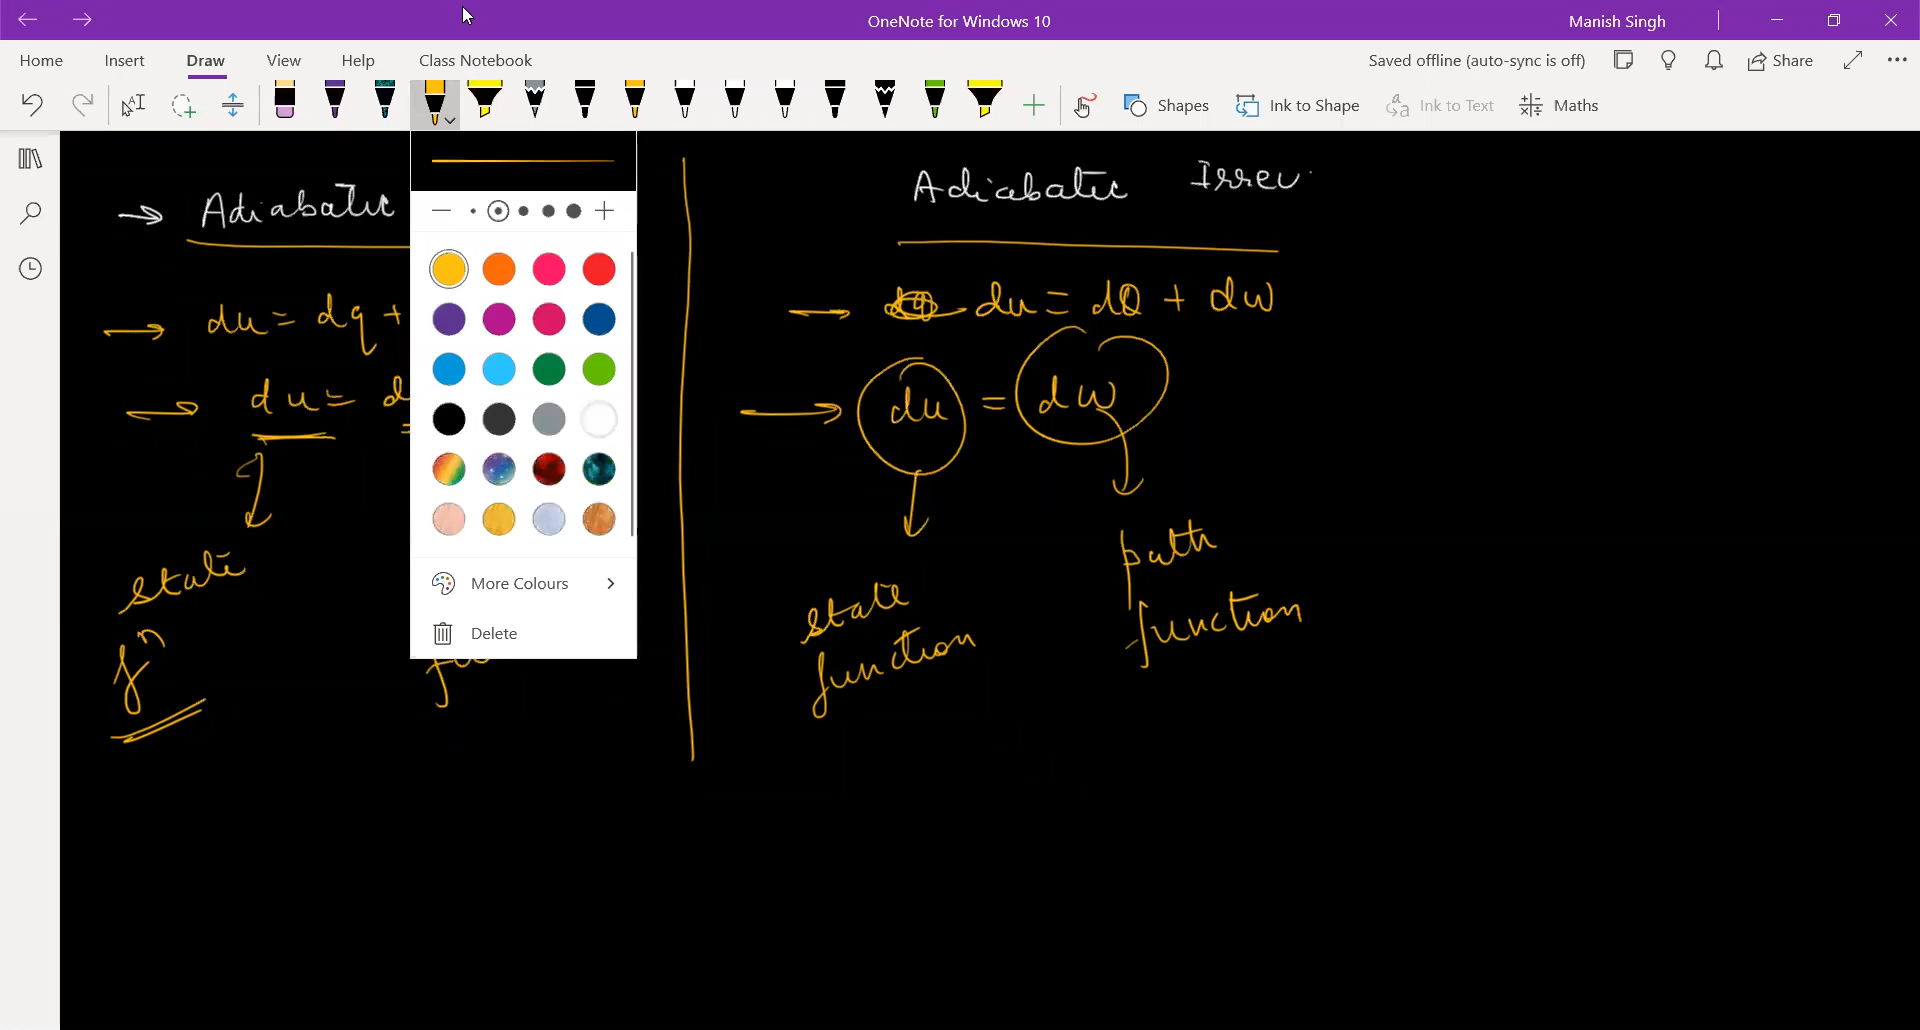 OneNote for Windows 10
Manish Singh
Home Insert Draw View Help Class Notebook
Saved offline (auto-sync is off) Share
Shapes Ink to Shape Ink to Text Maths
→ Adiabatic
→ du = dq +
→ du = d
=
state
fⁿ
More Colours
Delete
Adiabatic Irrev.
→ du = dQ + dw
→ du = dw
state
function
path
function